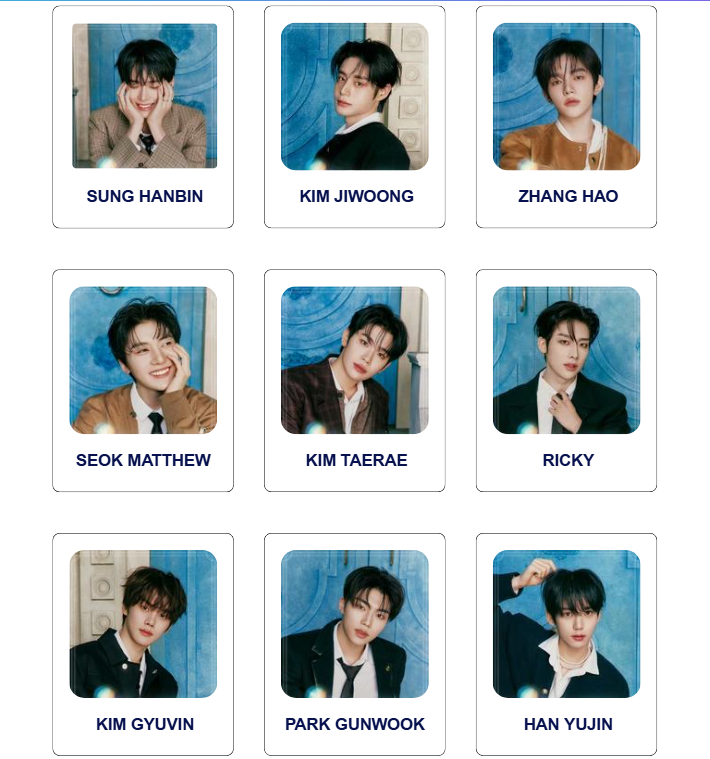 SUNG HANBIN
KIM JIWOONG
ZHANG HAO
SEOK MATTHEW
KIM TAERAE
RICKY
KIM GYUVIN
PARK GUNWOOK
HAN YUJIN